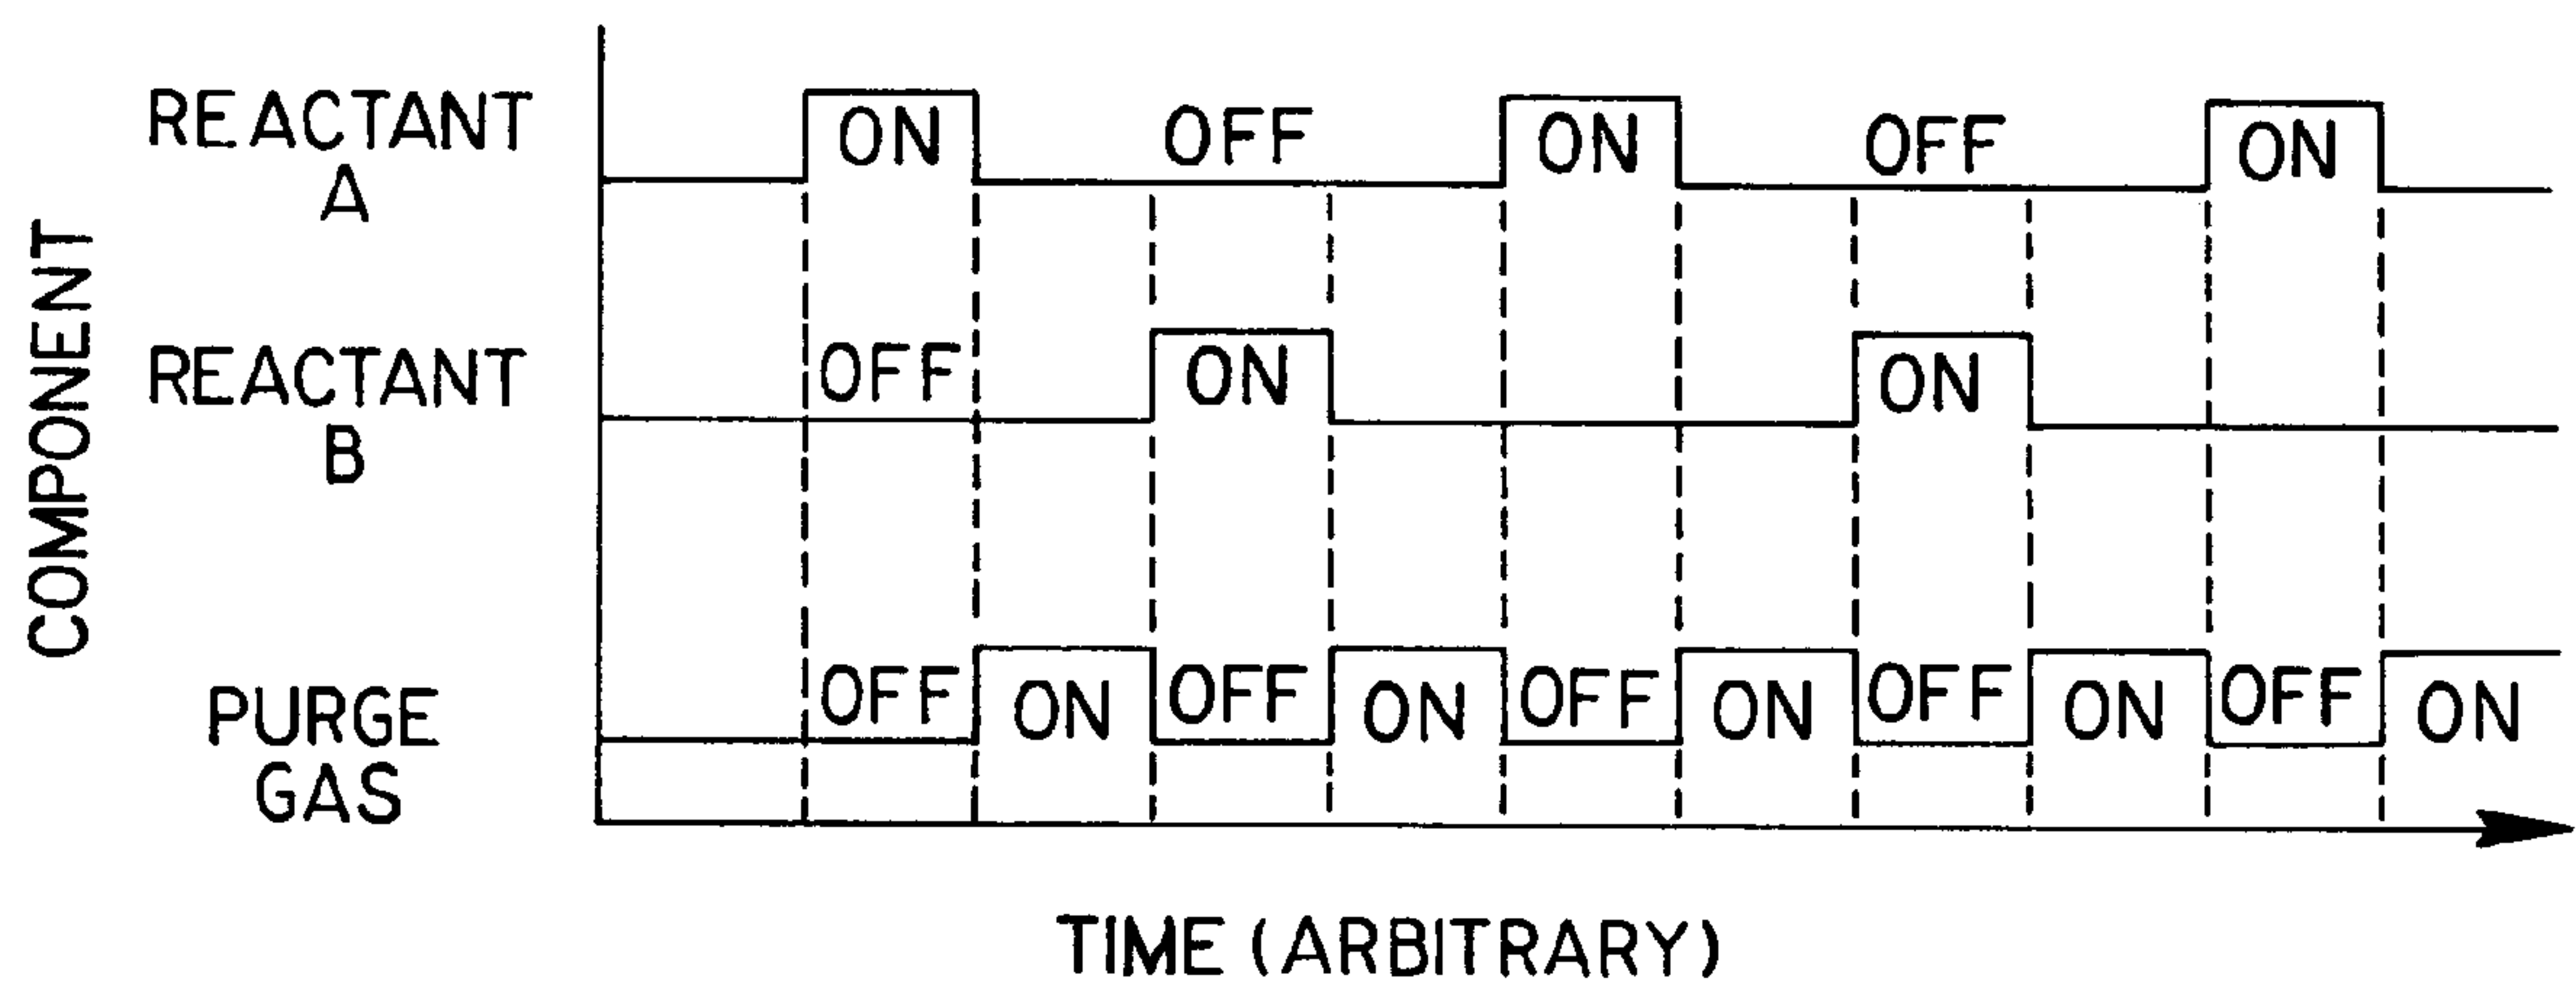 COMPONENT
REACTANT
A
ON OFF ON OFF ON
REACTANT
B
OFF ON ON
PURGE
GAS
OFF ON OFF ON OFF ON OFF ON OFF ON
TIME (ARBITRARY)